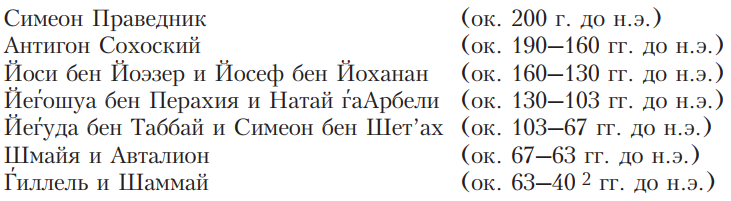 Симеон Праведник (ок. 200 г. до н.э.)
Антигон Сохоский (ок. 190–160 гг. до н.э.)
Йоси бен Йоэзер и Йосеф бен Йоханан (ок. 160–130 гг. до н.э.)
Йеѓошуа бен Перахия и Натай ѓаАрбели (ок. 130–103 гг. до н.э.)
Йеѓуда бен Таббай и Симеон бен Шет’ах (ок. 103–67 гг. до н.э.)
Шмайя и Авталион (ок. 67–63 гг. до н.э.)
Ѓиллель и Шаммай (ок. 63–40 2 гг. до н.э.)